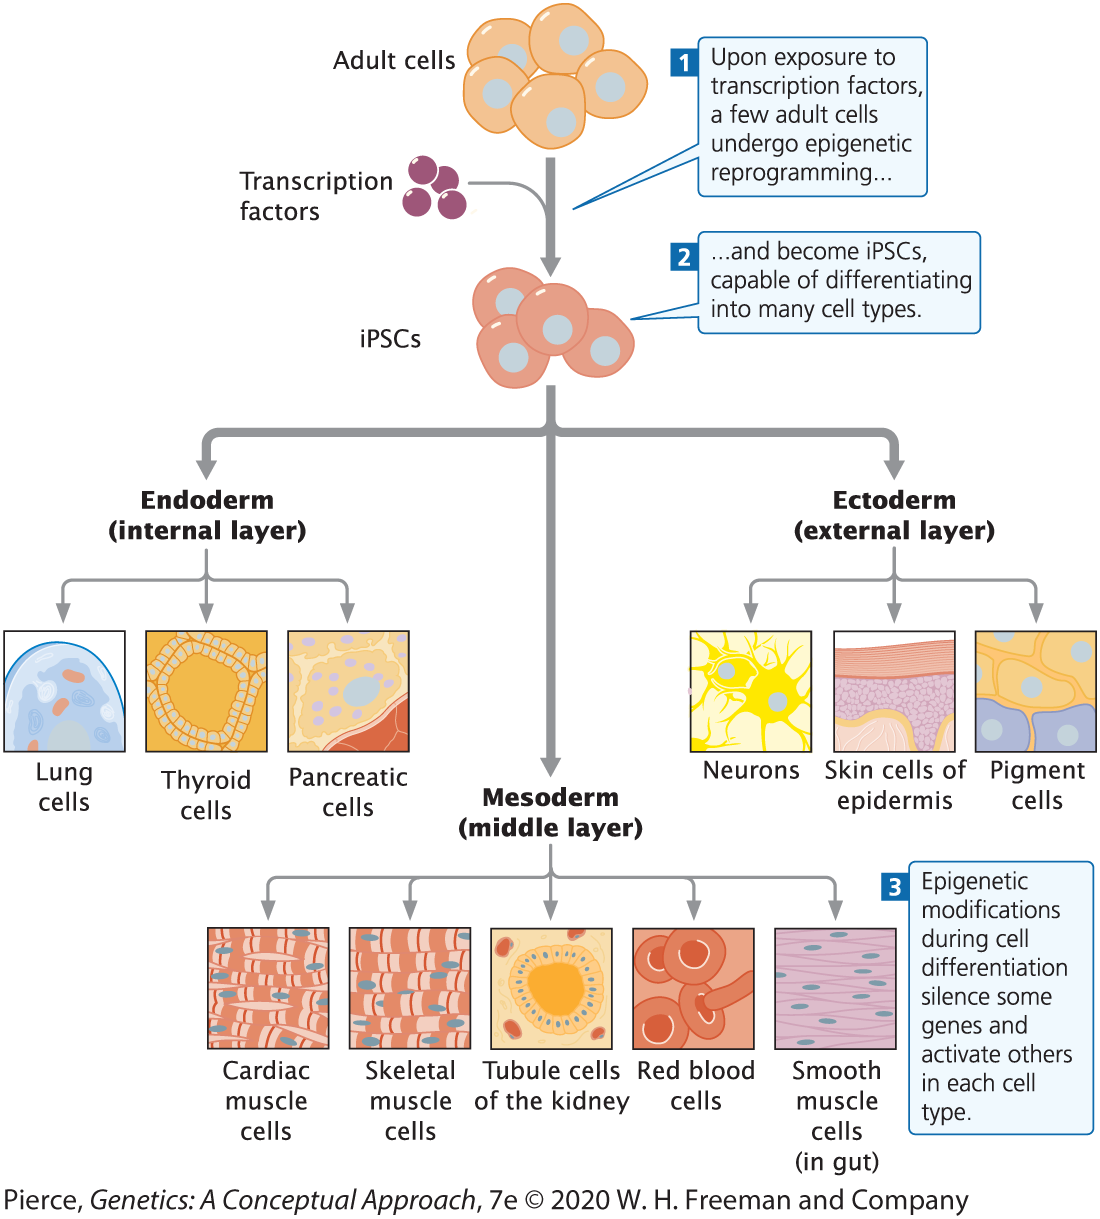 Adult cells
1
Upon exposure to
transcription factors,
a few adult cells
undergo epigenetic
reprogramming...
Transcription
factors
2
...and become iPSCs,
capable of differentiating
into many cell types.
iPSCs
Endoderm
(internal layer)
Ectoderm
(external layer)
Lung
cells
Thyroid
cells
Pancreatic
cells
Neurons
Skin cells of
epidermis
Pigment
cells
Mesoderm
(middle layer)
3
Epigenetic
modifications
during cell
differentiation
silence some
genes and
activate others
in each cell
type.
Cardiac
muscle
cells
Skeletal
muscle
cells
Tubule cells
of the kidney
Red blood
cells
Smooth
muscle
cells
(in gut)
Pierce, Genetics: A Conceptual Approach, 7e © 2020 W. H. Freeman and Company